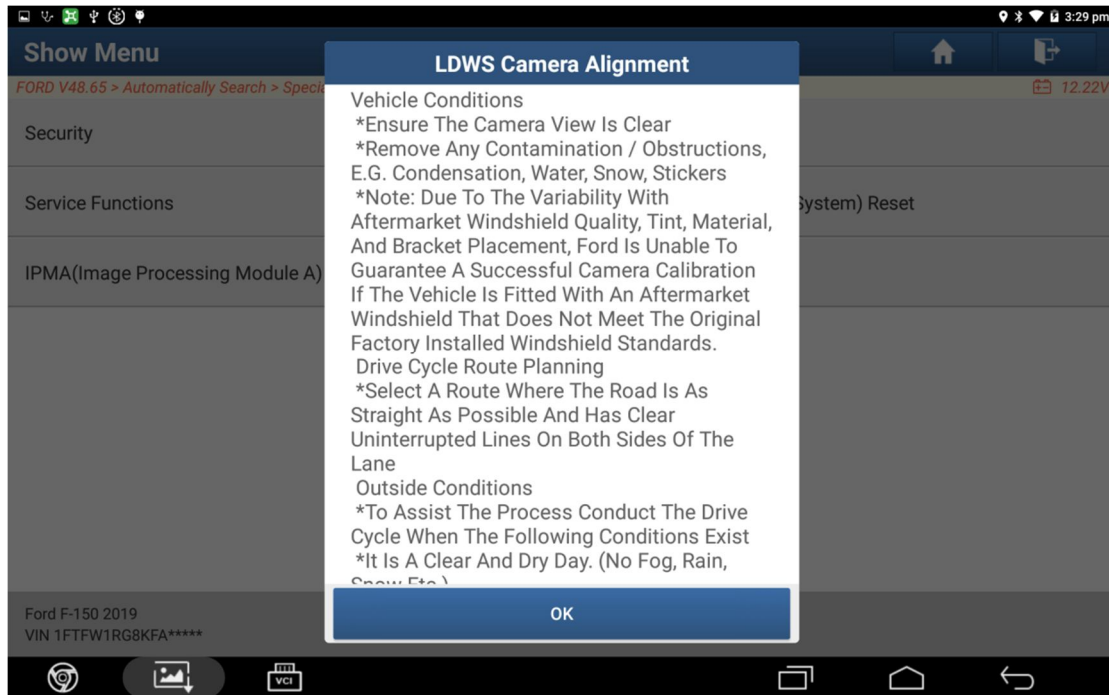 3:29 pm
Show Menu
FORD V48.65 > Automatically Search > Speci
12.22V
LDWS Camera Alignment
Security
Service Functions
System) Reset
IPMA(Image Processing Module A)
Vehicle Conditions
*Ensure The Camera View Is Clear
*Remove Any Contamination / Obstructions,
E.G. Condensation, Water, Snow, Stickers
*Note: Due To The Variability With
Aftermarket Windshield Quality, Tint, Material,
And Bracket Placement, Ford Is Unable To
Guarantee A Successful Camera Calibration
If The Vehicle Is Fitted With An Aftermarket
Windshield That Does Not Meet The Original
Factory Installed Windshield Standards.
Drive Cycle Route Planning
*Select A Route Where The Road Is As
Straight As Possible And Has Clear
Uninterrupted Lines On Both Sides Of The
Lane
Outside Conditions
*To Assist The Process Conduct The Drive
Cycle When The Following Conditions Exist
*It Is A Clear And Dry Day. (No Fog, Rain,
Snow Etc.)
OK
Ford F-150 2019
VIN 1FTFW1RG8KFA*****
VCI